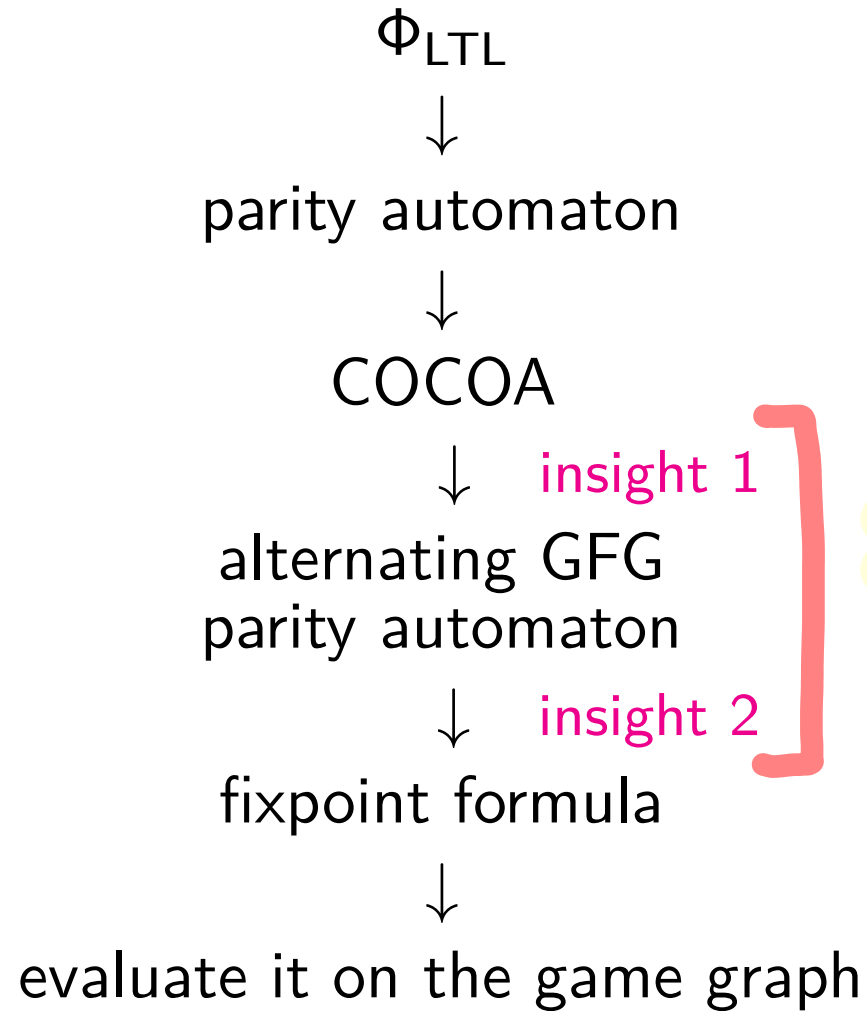 Φ_LTL
↓
parity automaton
↓
COCOA
↓ insight 1
alternating GFG
parity automaton
↓ insight 2
fixpoint formula
↓
evaluate it on the game graph